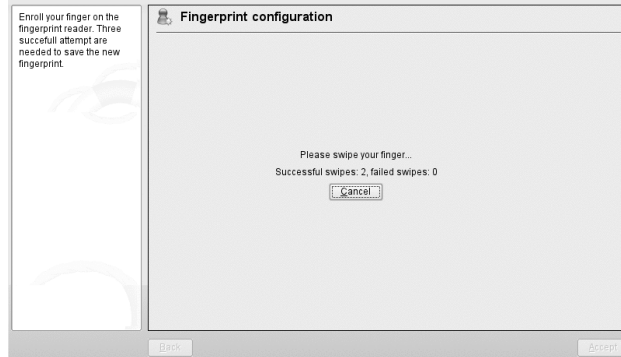 Enroll your finger on the
fingerprint reader. Three
succefull attempt are
needed to save the new
fingerprint.
Fingerprint configuration
Please swipe your finger...
Successful swipes: 2, failed swipes: 0
Cancel
Back
Accept